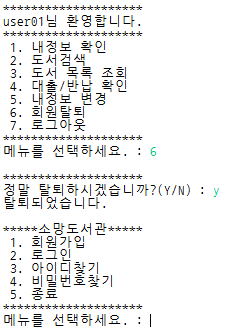 ********************
user01님 환영합니다.
********************
1. 내정보 확인
2. 도서검색
3. 도서 목록 조회
4. 대출/반납 확인
5. 내정보 변경
6. 회원탈퇴
7. 로그아웃
********************
메뉴를 선택하세요. : 6
********************
정말 탈퇴하시겠습니까?(Y/N) : y
탈퇴되었습니다.
*****소망도서관*****
1. 회원가입
2. 로그인
3. 아이디찾기
4. 비밀번호찾기
5. 종료
********************
메뉴를 선택하세요. :